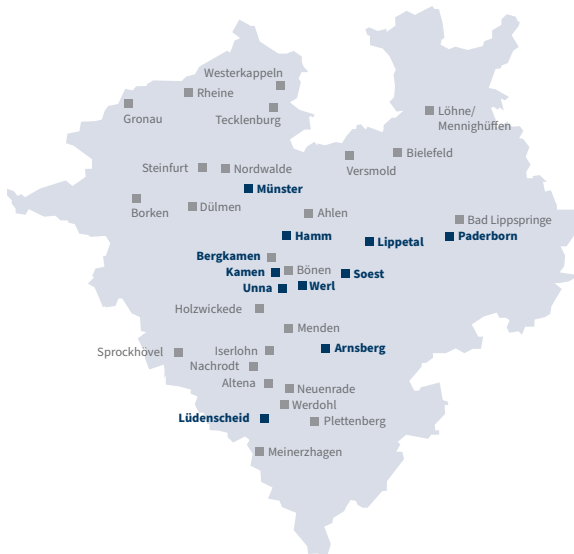 Westerkappeln
Rheine
Gronau
Tecklenburg
Löhne/
Mennighüffen
Bielefeld
Versmold
Steinfurt
Nordwalde
Münster
Borken
Dülmen
Ahlen
Bad Lippspringe
Paderborn
Hamm
Lippetal
Bergkamen
Kamen
Bönen
Soest
Unna
Werl
Holzwickede
Menden
Sprockhövel
Iserlohn
Arnsberg
Nachrodt
Altena
Neuenrade
Werdohl
Lüdenscheid
Plettenberg
Meinerzhagen